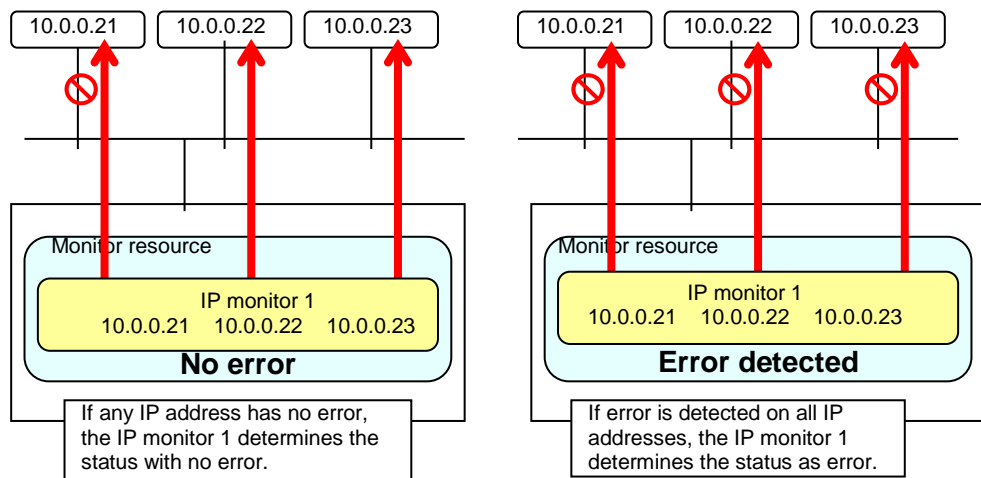 10.0.0.21 10.0.0.22 10.0.0.23
Monitor resource
IP monitor 1
10.0.0.21 10.0.0.22 10.0.0.23
No error
If any IP address has no error,
the IP monitor 1 determines the
status with no error.
10.0.0.21 10.0.0.22 10.0.0.23
Monitor resource
IP monitor 1
10.0.0.21 10.0.0.22 10.0.0.23
Error detected
If error is detected on all IP
addresses, the IP monitor 1
determines the status as error.